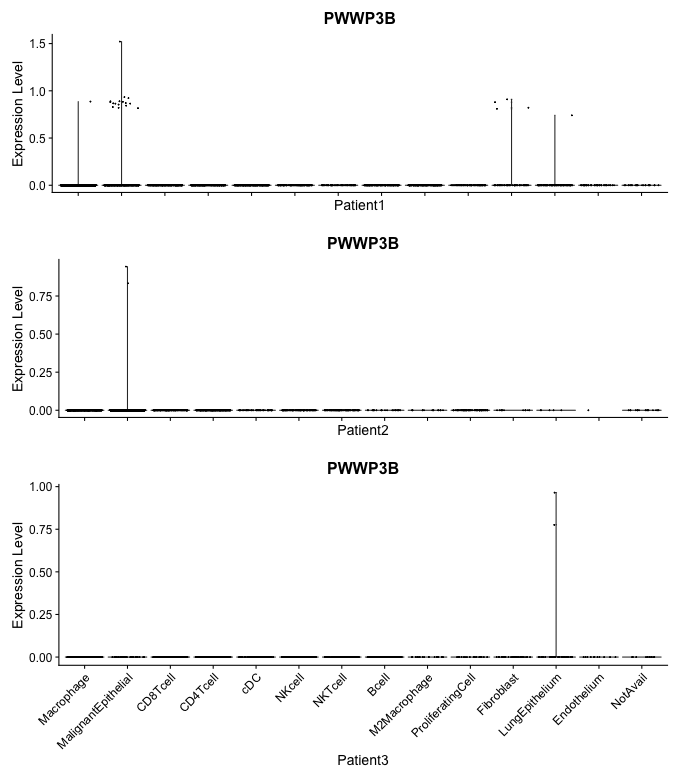 PWWP3B
Expression Level
1.5
1.0
0.5
0.0
Patient1
PWWP3B
Expression Level
0.75
0.50
0.25
0.00
Patient2
PWWP3B
Expression Level
1.00
0.75
0.50
0.25
0.00
Macrophage
MalignantEpithelial
CD8Tcell
CD4Tcell
cDC
NKcell
NKTcell
Bcell
M2Macrophage
ProliferatingCell
Fibroblast
LungEpithelium
Endothelium
NotAvail
Patient3